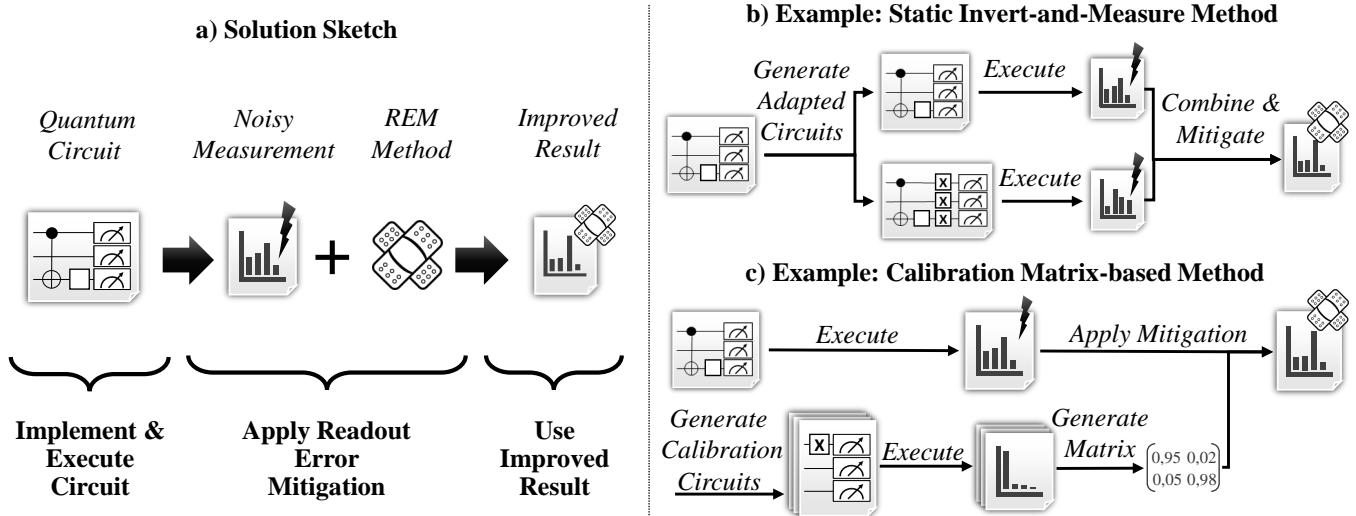 a) Solution Sketch
Quantum
Circuit
Noisy
Measurement
REM
Method
Improved
Result
Implement &
Execute
Circuit
Apply Readout
Error
Mitigation
Use
Improved
Result
b) Example: Static Invert-and-Measure Method
Generate
Adapted
Circuits
Execute
X
X
X
Execute
Combine &
Mitigate
c) Example: Calibration Matrix-based Method
Execute
Apply Mitigation
Generate
Calibration
Circuits
X
Execute
Generate
Matrix
0,95 0,02
0,05 0,98